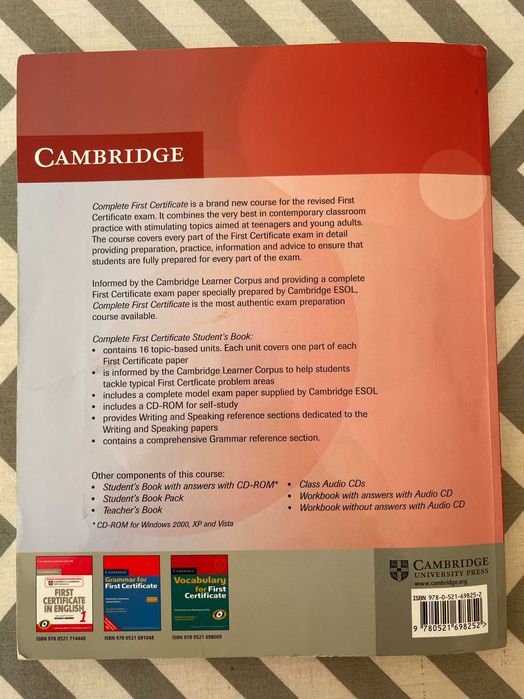 CAMBRIDGE
Complete First Certificate is a brand new course for the revised First
Certificate exam. It combines the very best in contemporary classroom
practice with stimulating topics aimed at teenagers and young adults.
The course covers every part of the First Certificate exam in detail
providing preparation, practice, information and advice to ensure that
students are fully prepared for every part of the exam.
Informed by the Cambridge Learner Corpus and providing a complete
First Certificate exam paper specially prepared by Cambridge ESOL,
Complete First Certificate is the most authentic exam preparation
course available.
Complete First Certificate Student's Book:
• contains 16 topic-based units. Each unit covers one part of each
First Certificate paper
• is informed by the Cambridge Learner Corpus to help students
tackle typical First Certificate problem areas
• includes a complete model exam paper supplied by Cambridge ESOL
• includes a CD-ROM for self-study
• provides Writing and Speaking reference sections dedicated to the
Writing and Speaking papers
• contains a comprehensive Grammar reference section.
Other components of this course:
• Student's Book with answers with CD-ROM*
• Student's Book Pack
• Teacher's Book
• Class Audio CDs
• Workbook with answers with Audio CD
• Workbook without answers with Audio CD
* CD-ROM for Windows 2000, XP and Vista
FIRST
CERTIFICATE
IN ENGLISH
1
ISBN 978 0521 714440
Grammar for
First Certificate
ISBN 978 0521 691048
Vocabulary
for First
Certificate
ISBN 978 0521 698009
CAMBRIDGE
UNIVERSITY PRESS
www.cambridge.org
ISBN 978-0-521-69825-2
9 780521 698252 >